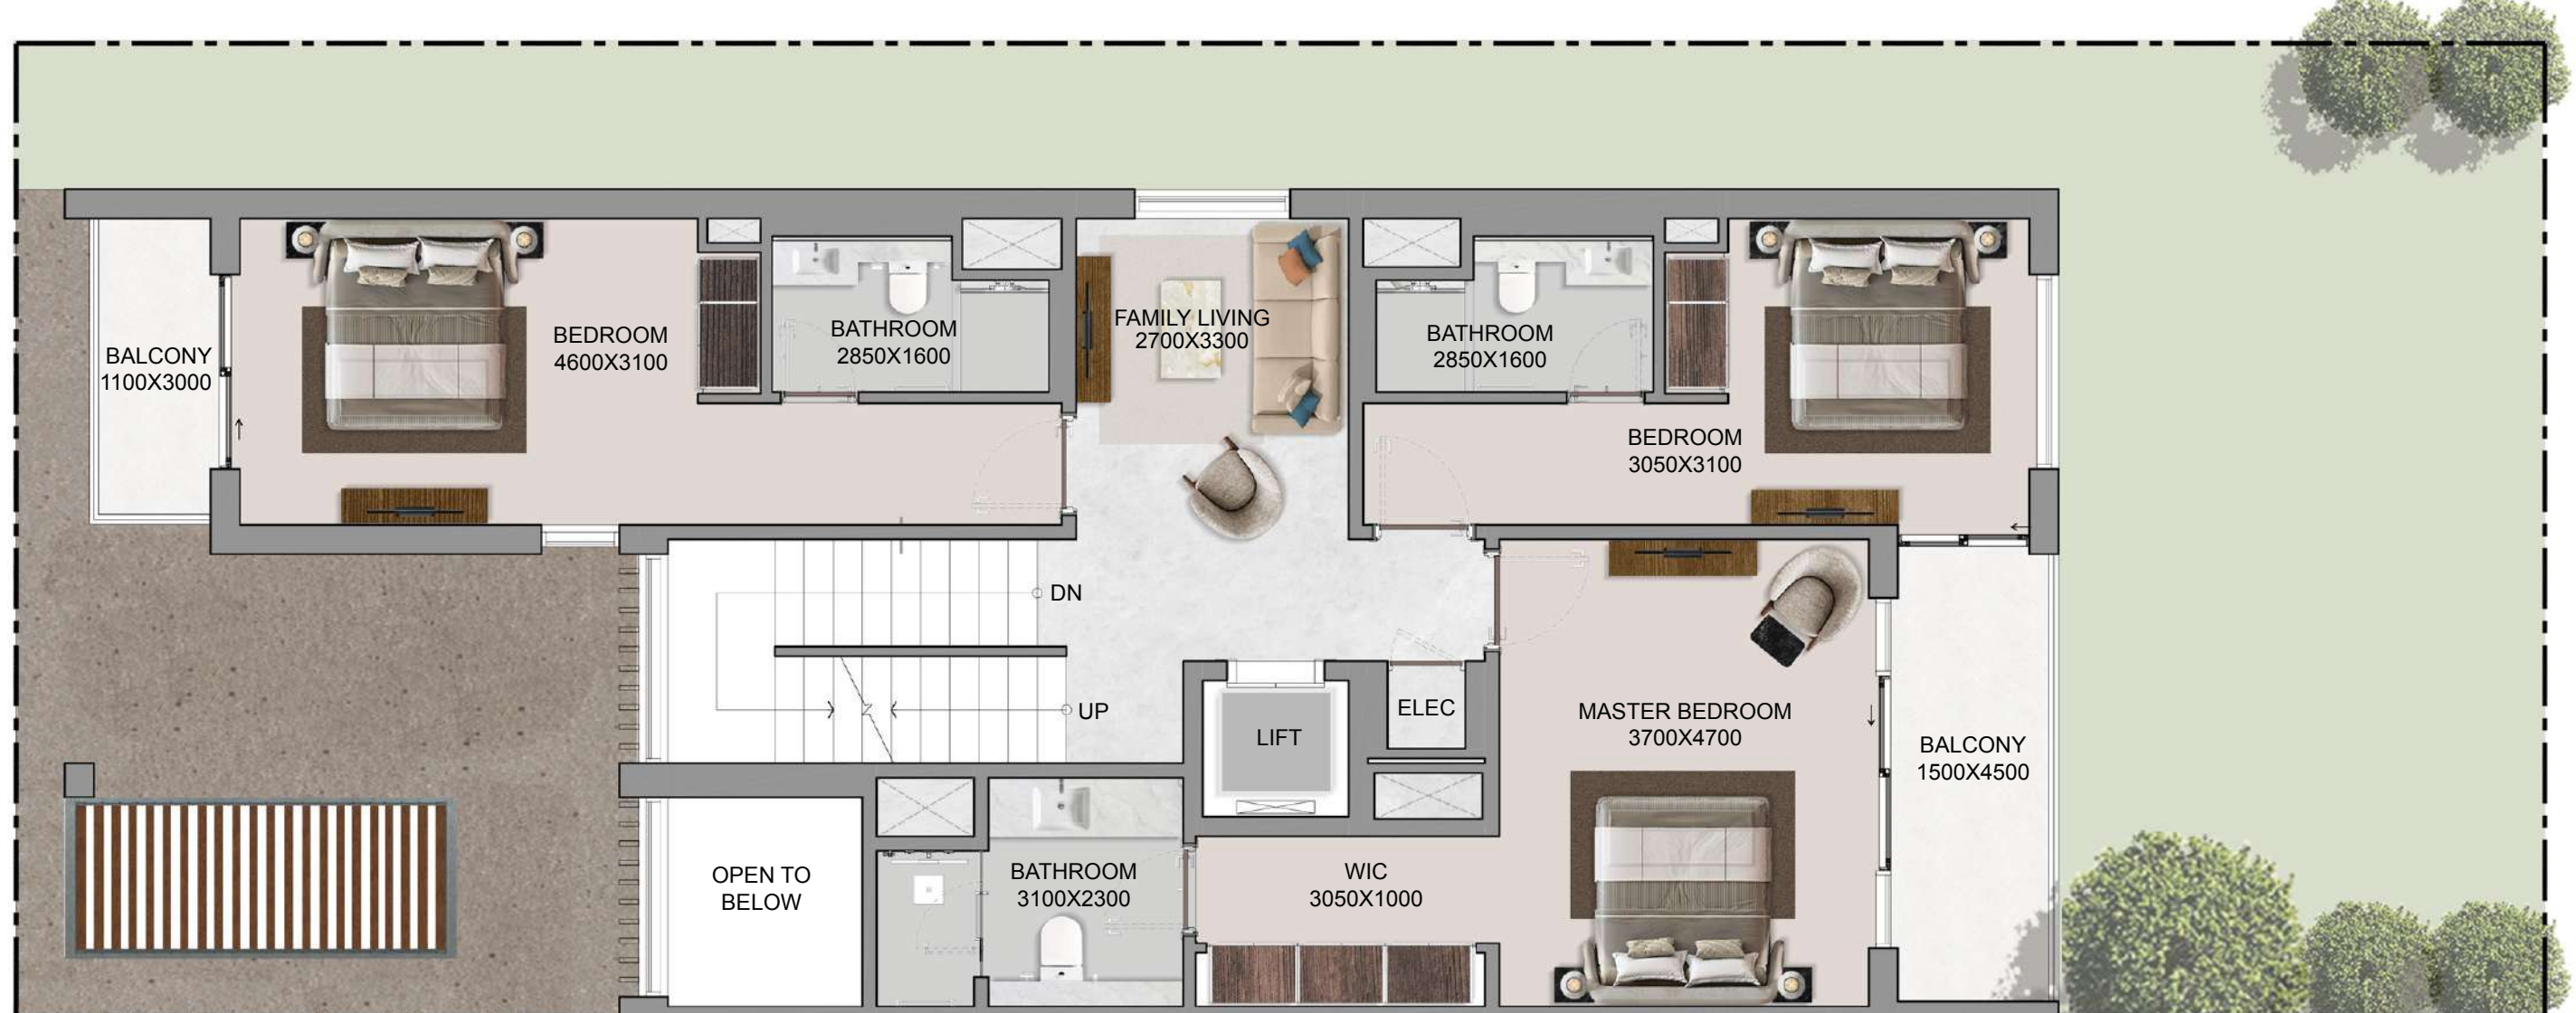 BALCONY
1100X3000
BEDROOM
4600X3100
BATHROOM
2850X1600
FAMILY LIVING
2700X3300
BATHROOM
2850X1600
BEDROOM
3050X3100
DN
UP
LIFT
ELEC
MASTER BEDROOM
3700X4700
BALCONY
1500X4500
OPEN TO
BELOW
BATHROOM
3100X2300
WIC
3050X1000